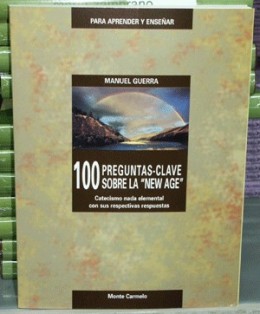 PARA APRENDER Y ENSEÑAR
MANUEL GUERRA
100 PREGUNTAS-CLAVE
SOBRE LA "NEW AGE"
Catecismo nada elemental
con sus respectivas respuestas
Monte Carmelo